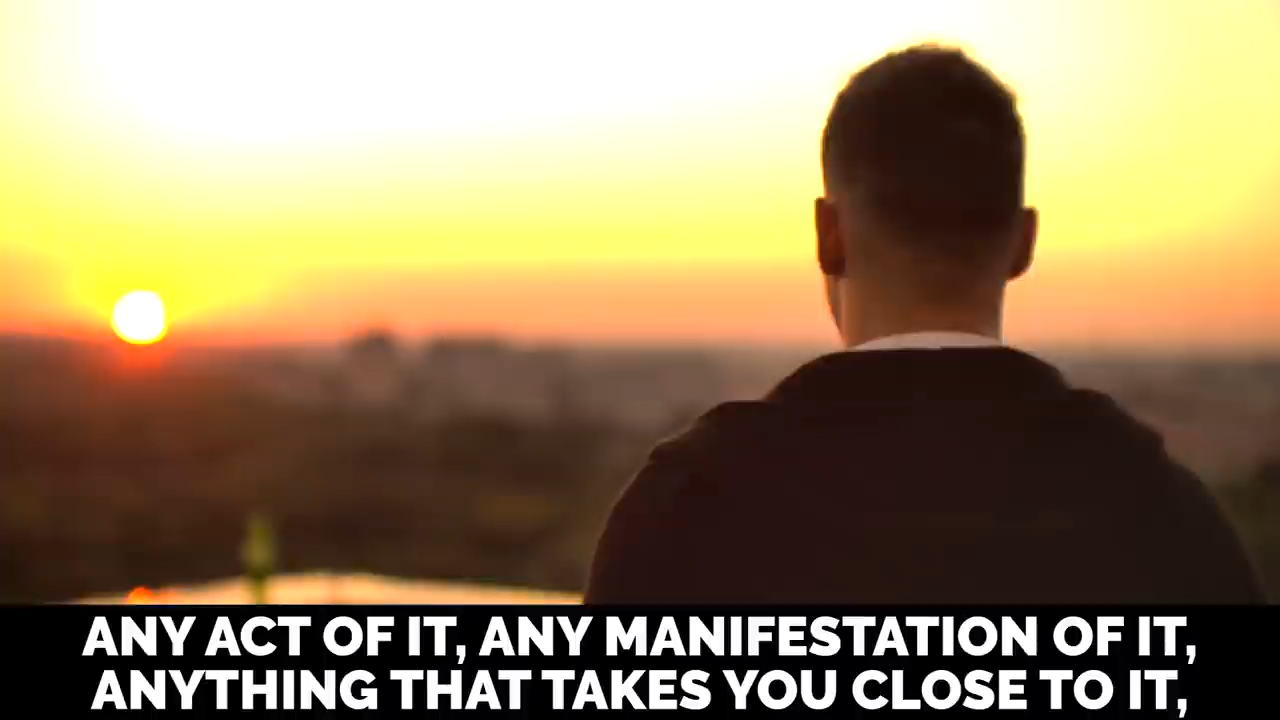 ANY ACT OF IT, ANY MANIFESTATION OF IT,
ANYTHING THAT TAKES YOU CLOSE TO IT,